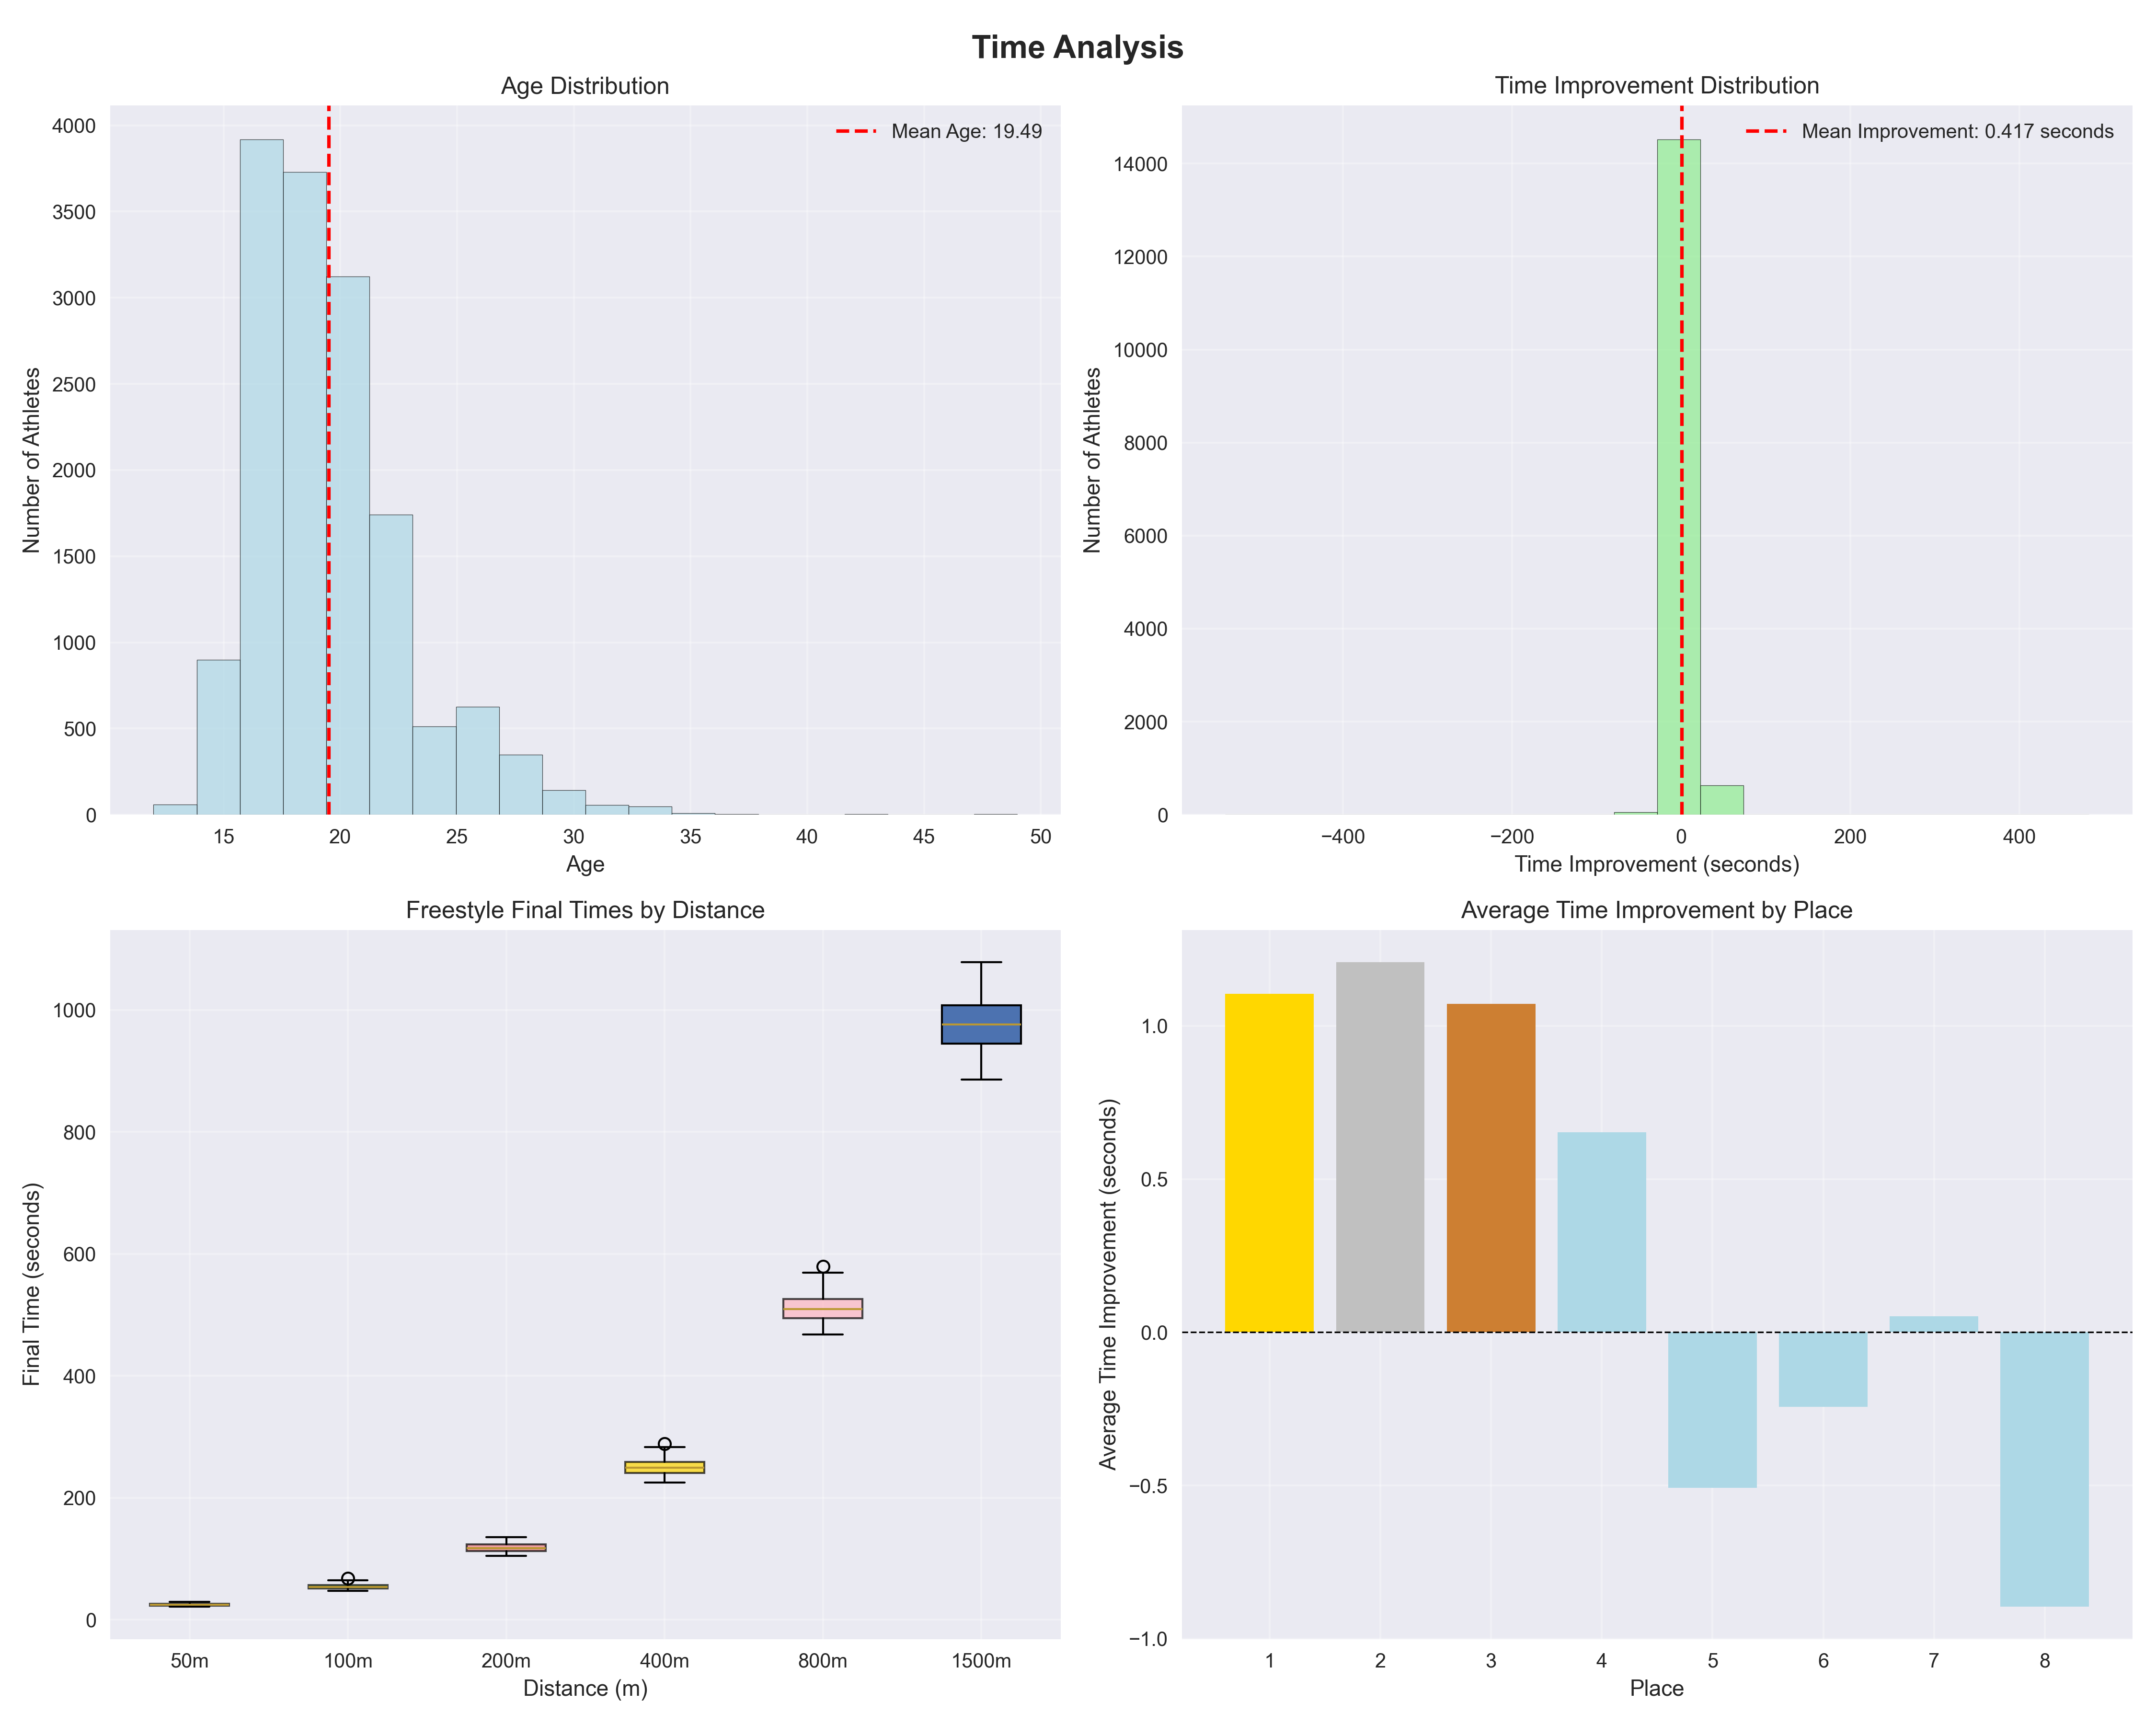 Time Analysis
Age Distribution
Mean Age: 19.49
4000
3500
3000
2500
2000
1500
1000
500
0
Number of Athletes
15 20 25 30 35 40 45 50
Age
Time Improvement Distribution
Mean Improvement: 0.417 seconds
14000
12000
10000
8000
6000
4000
2000
0
Number of Athletes
−400 −200 0 200 400
Time Improvement (seconds)
Freestyle Final Times by Distance
1000
800
600
400
200
0
Final Time (seconds)
50m 100m 200m 400m 800m 1500m
Distance (m)
Average Time Improvement by Place
1.0
0.5
0.0
−0.5
−1.0
Average Time Improvement (seconds)
1 2 3 4 5 6 7 8
Place